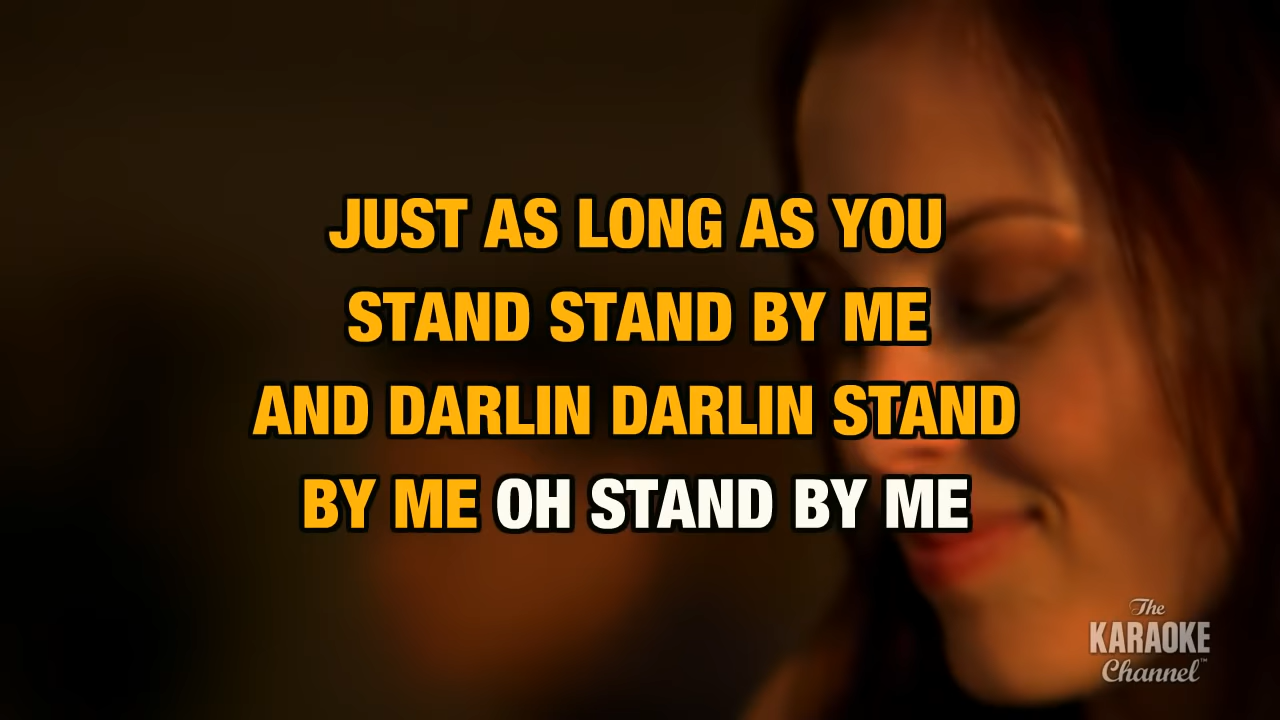 JUST AS LONG AS YOU
STAND STAND BY ME
AND DARLIN DARLIN STAND
BY ME OH STAND BY ME
The
KARAOKE
Channel™